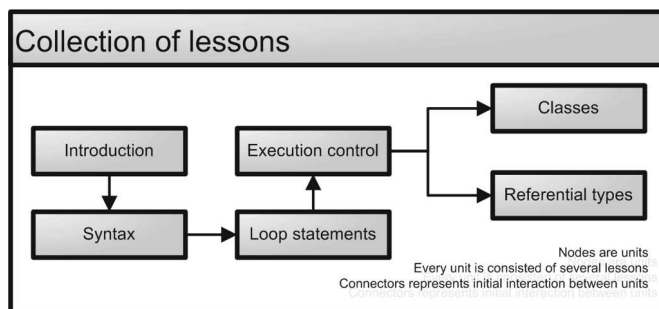 Collection of lessons
Introduction
Syntax
Loop statements
Execution control
Classes
Referential types
Nodes are units
Every unit is consisted of several lessons
Connectors represents initial interaction between units